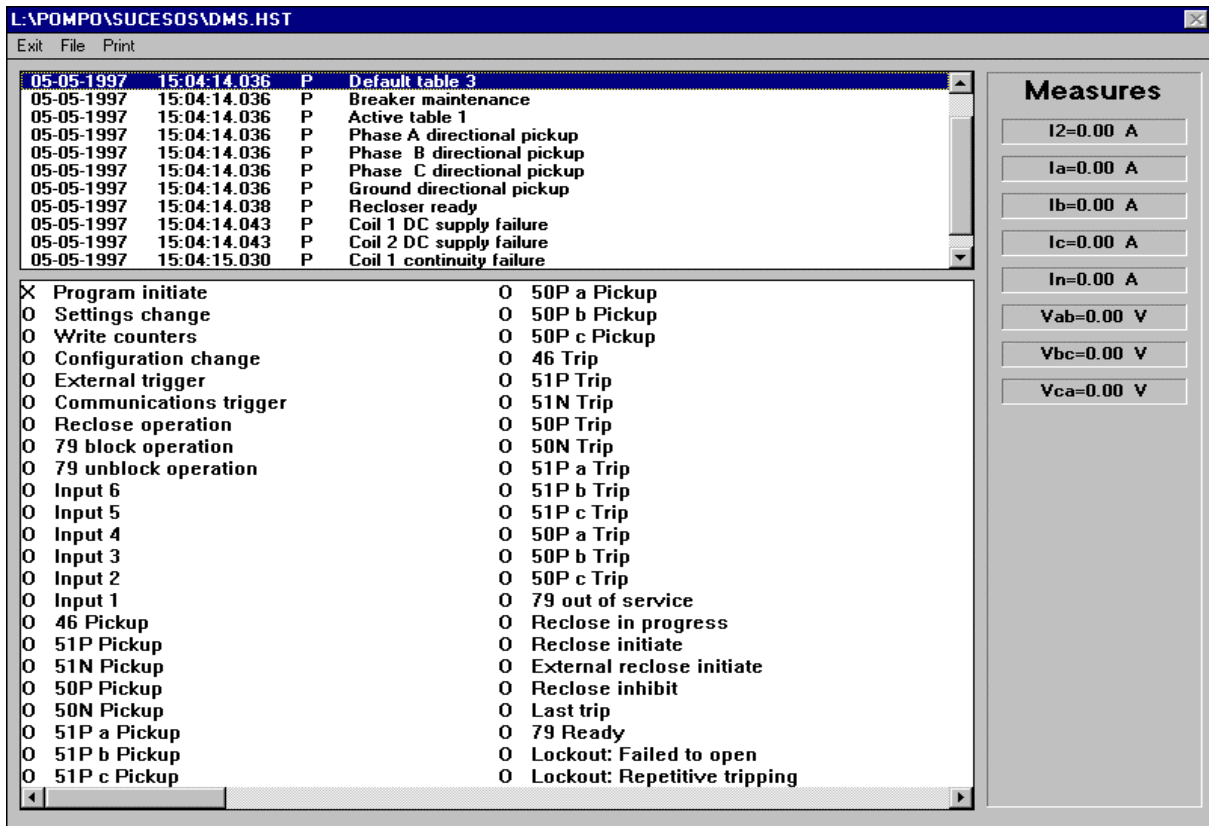 L:\POMPO\SUCESOS\DMS.HST
Exit File Print
05-05-1997 15:04:14.036 P Default table 3
05-05-1997 15:04:14.036 P Breaker maintenance
05-05-1997 15:04:14.036 P Active table 1
05-05-1997 15:04:14.036 P Phase A directional pickup
05-05-1997 15:04:14.036 P Phase B directional pickup
05-05-1997 15:04:14.036 P Phase C directional pickup
05-05-1997 15:04:14.036 P Ground directional pickup
05-05-1997 15:04:14.038 P Recloser ready
05-05-1997 15:04:14.043 P Coil 1 DC supply failure
05-05-1997 15:04:14.043 P Coil 2 DC supply failure
05-05-1997 15:04:15.030 P Coil 1 continuity failure
X Program initiate
O Settings change
O Write counters
O Configuration change
O External trigger
O Communications trigger
O Reclose operation
O 79 block operation
O 79 unblock operation
O Input 6
O Input 5
O Input 4
O Input 3
O Input 2
O Input 1
O 46 Pickup
O 51P Pickup
O 51N Pickup
O 50P Pickup
O 50N Pickup
O 51P a Pickup
O 51P b Pickup
O 51P c Pickup
O 50P a Pickup
O 50P b Pickup
O 50P c Pickup
O 46 Trip
O 51P Trip
O 51N Trip
O 50P Trip
O 50N Trip
O 51P a Trip
O 51P b Trip
O 51P c Trip
O 50P a Trip
O 50P b Trip
O 50P c Trip
O 79 out of service
O Reclose in progress
O Reclose initiate
O External reclose initiate
O Reclose inhibit
O Last trip
O 79 Ready
O Lockout: Failed to open
O Lockout: Repetitive tripping
Measures
I2=0.00 A
Ia=0.00 A
Ib=0.00 A
Ic=0.00 A
In=0.00 A
Vab=0.00 V
Vbc=0.00 V
Vca=0.00 V